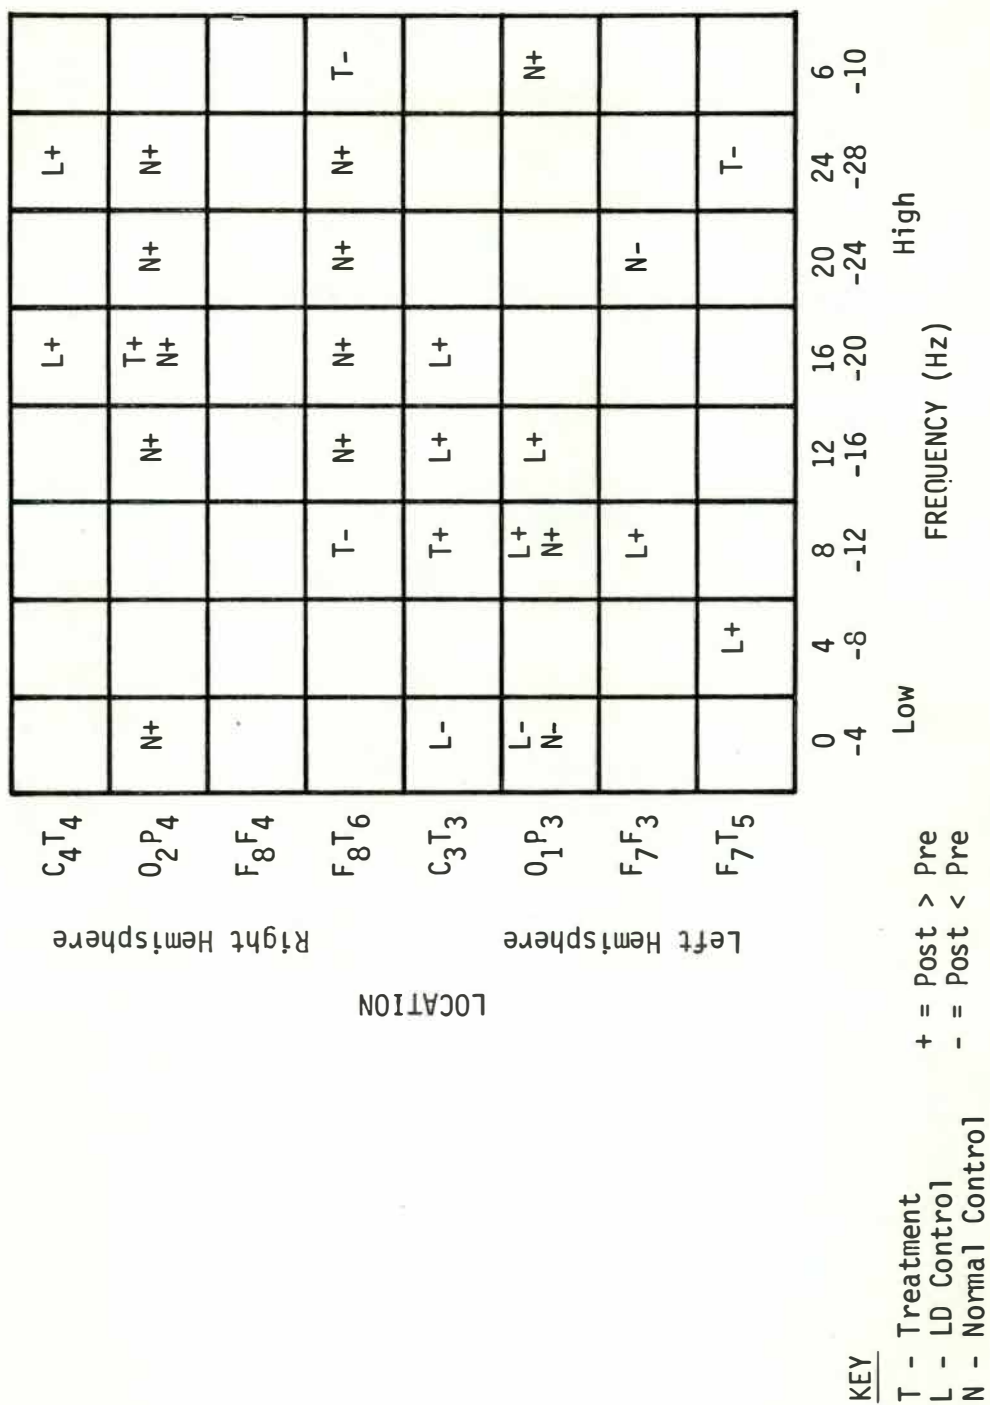 LOCATION
Right Hemisphere
Left Hemisphere
C4T4 L+ L+
O2P4 N+ N+ T+ N+ N+
N+
F8F4
F8T6 T- N+ N+ N+ N+ T-
C3T3 L- T+ L+ L+
O1P3 L- L+ L+ N+
N- N+
F7F3 L+ N-
F7T5 L+ T-
0 4 8 12 16 20 24 6
-4 -8 -12 -16 -20 -24 -28 -10
Low High
FREQUENCY (Hz)
KEY
T - Treatment + = Post > Pre
L - LD Control - = Post < Pre
N - Normal Control